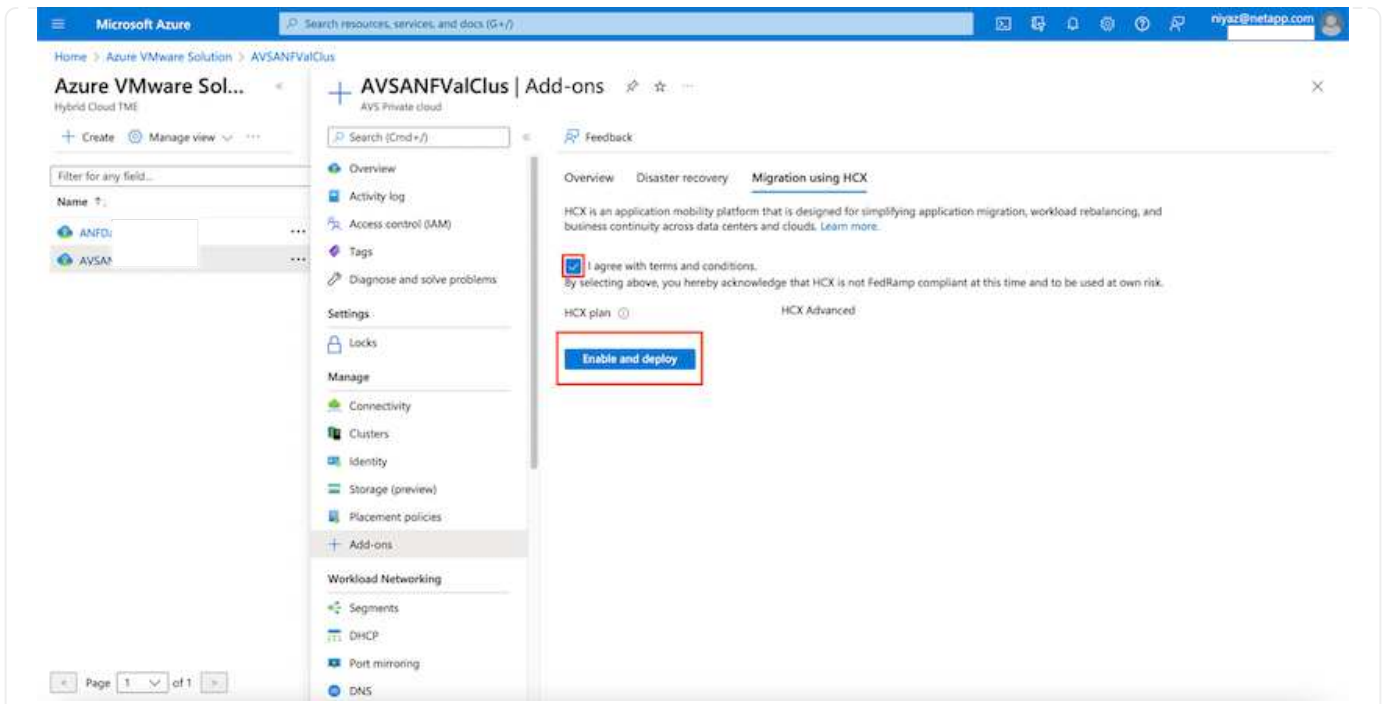 Microsoft Azure
Search resources, services, and docs (G+/)
niyaz@netapp.com
Home > Azure VMware Solution > AVSANFValClus
Azure VMware Sol...
Hybrid Cloud TME
+ Create
Manage view
...
Filter for any field...
Name ↑↓
ANFD
...
AVSAN
...
Page 1 of 1
AVSANFValClus | Add-ons
...
AVS Private cloud
Search (Cmd+/)
Overview
Activity log
Access control (IAM)
Tags
Diagnose and solve problems
Settings
Locks
Manage
Connectivity
Clusters
Identity
Storage (preview)
Placement policies
Add-ons
Workload Networking
Segments
DHCP
Port mirroring
DNS
Feedback
Overview
Disaster recovery
Migration using HCX
HCX is an application mobility platform that is designed for simplifying application migration, workload rebalancing, and
business continuity across data centers and clouds. Learn more.
I agree with terms and conditions.
By selecting above, you hereby acknowledge that HCX is not FedRamp compliant at this time and to be used at own risk.
HCX plan
HCX Advanced
Enable and deploy